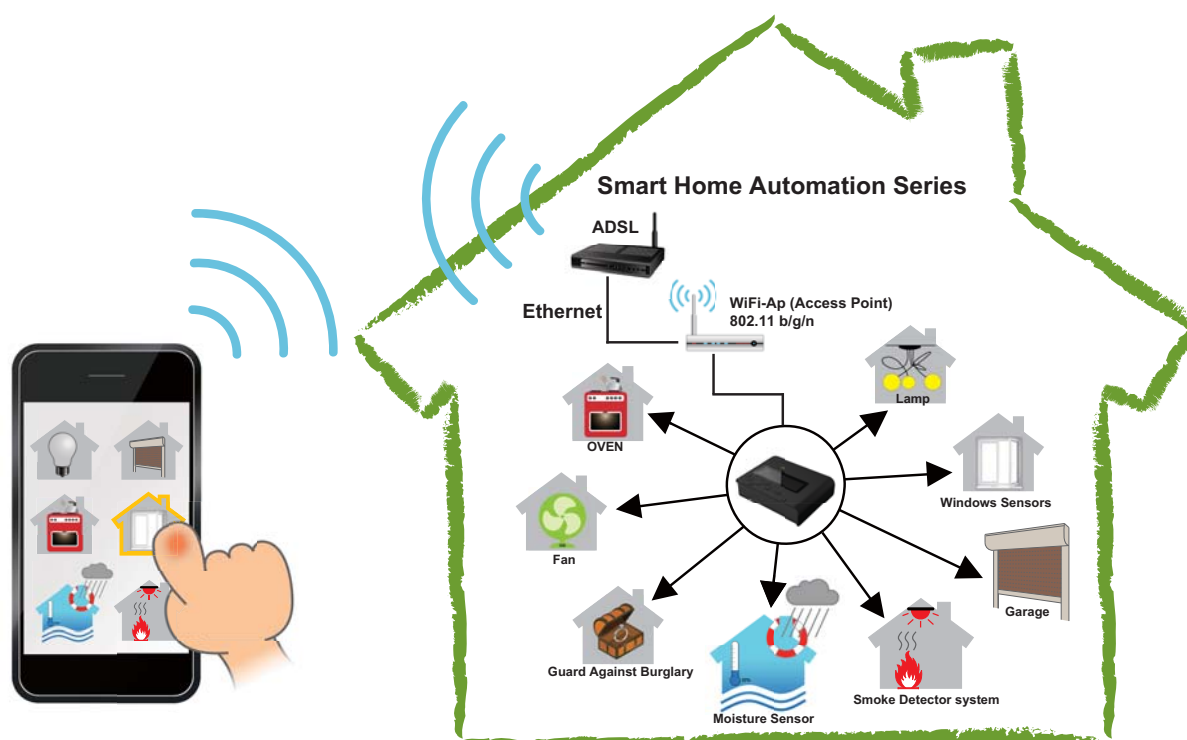 Smart Home Automation Series
ADSL
Ethernet
WiFi-Ap (Access Point)
802.11 b/g/n
Lamp
OVEN
Windows Sensors
Fan
Garage
Guard Against Burglary
Smoke Detector system
Moisture Sensor